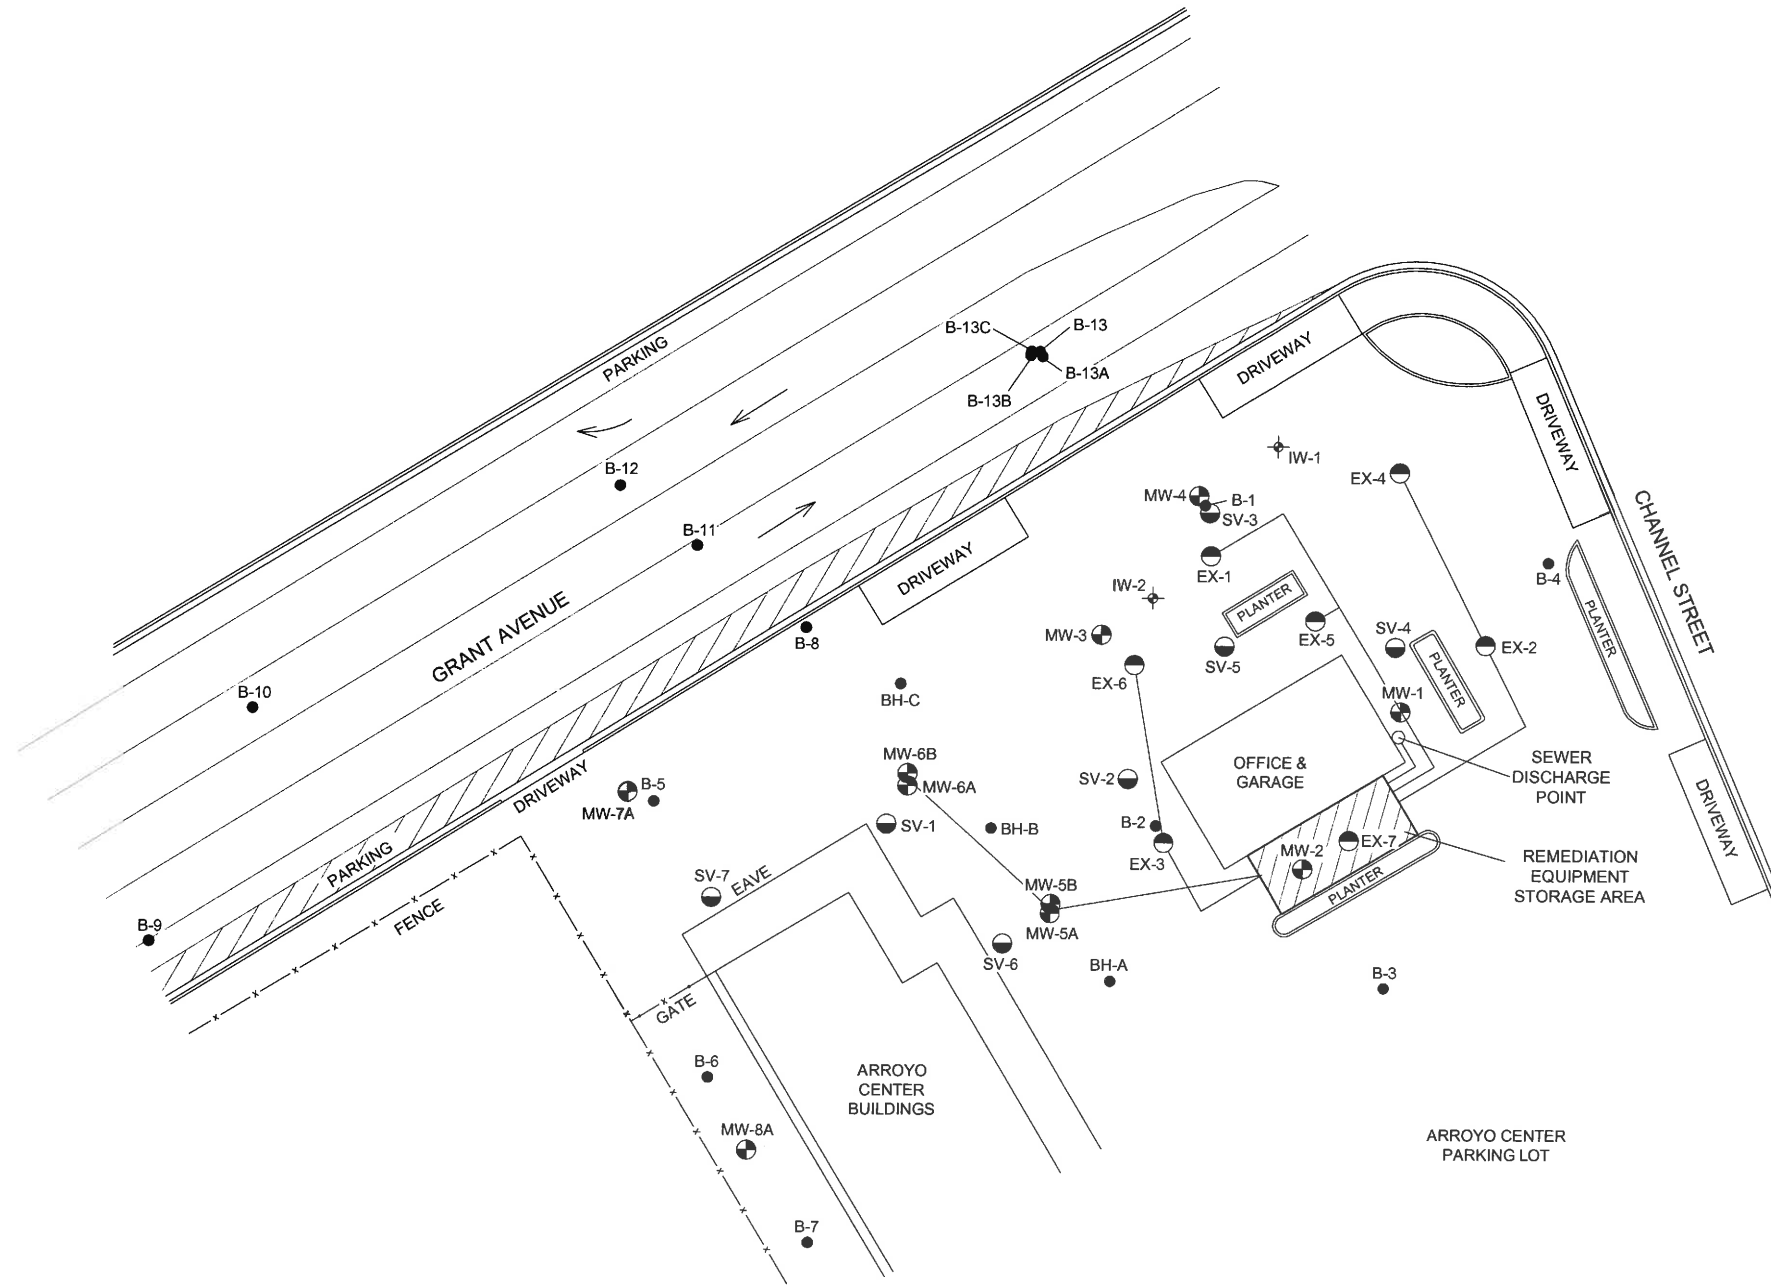 B-13C
B-13
PARKING
DRIVEWAY
B-13A
B-13B
DRIVEWAY
IW-1
B-12
EX-4
MW-4
B-1
SV-3
CHANNEL STREET
B-11
DRIVEWAY
EX-1
B-4
IW-2
PLANTER
GRANT AVENUE
PLANTER
MW-3
EX-5
SV-4
B-8
SV-5
EX-2
PLANTER
EX-6
B-10
BH-C
MW-1
MW-6B
OFFICE &
GARAGE
SEWER
DISCHARGE
POINT
SV-2
DRIVEWAY
B-5
MW-6A
MW-7A
DRIVEWAY
SV-1
BH-B
B-2
EX-3
EX-7
MW-2
PARKING
REMEDIATION
EQUIPMENT
STORAGE AREA
SV-7
EAVE
MW-5B
PLANTER
FENCE
B-9
MW-5A
SV-6
BH-A
B-3
GATE
B-6
ARROYO
CENTER
BUILDINGS
MW-8A
ARROYO CENTER
PARKING LOT
B-7